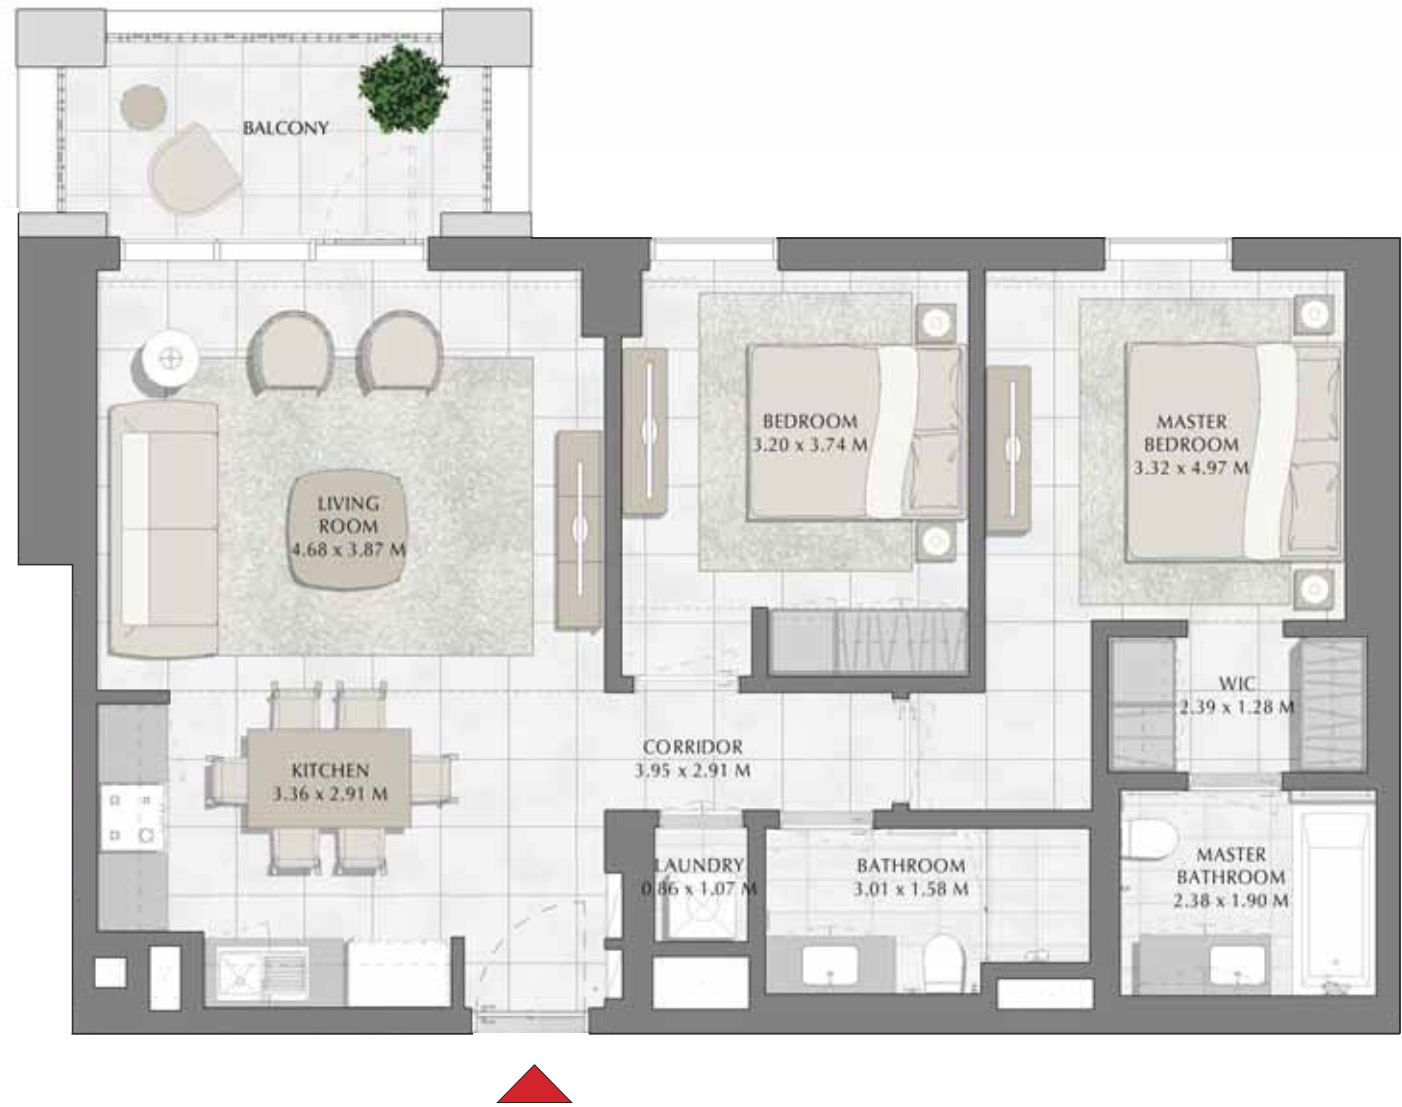 BALCONY
BEDROOM
3.20 x 3.74 M
MASTER
BEDROOM
3.32 x 4.97 M
LIVING
ROOM
4.68 x 3.87 M
WIC
2.39 x 1.28 M
CORRIDOR
3.95 x 2.91 M
KITCHEN
3.36 x 2.91 M
LAUNDRY
0.86 x 1.07 M
BATHROOM
3.01 x 1.58 M
MASTER
BATHROOM
2.38 x 1.90 M